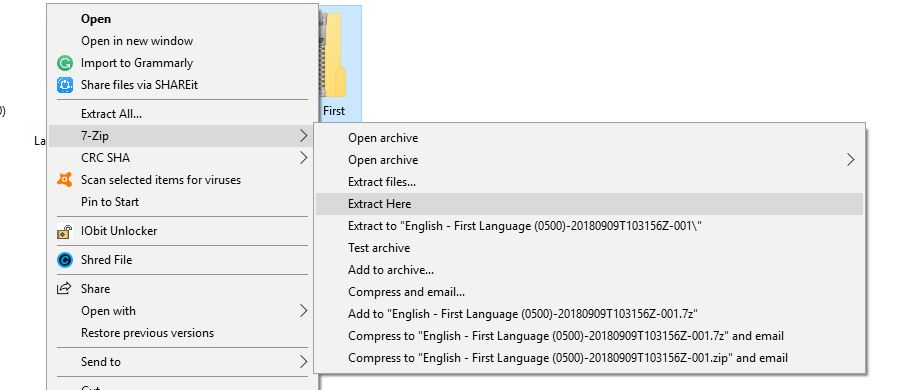 Open
Open in new window
Import to Grammarly
Share files via SHAREit
Extract All...
7-Zip
CRC SHA
Scan selected items for viruses
Pin to Start
IObit Unlocker
Shred File
Share
Open with
Restore previous versions
Send to
Cut
0)
La
First
Open archive
Open archive
Extract files...
Extract Here
Extract to "English - First Language (0500)-20180909T103156Z-001\"
Test archive
Add to archive...
Compress and email...
Add to "English - First Language (0500)-20180909T103156Z-001.7z"
Compress to "English - First Language (0500)-20180909T103156Z-001.7z" and email
Compress to "English - First Language (0500)-20180909T103156Z-001.zip" and email